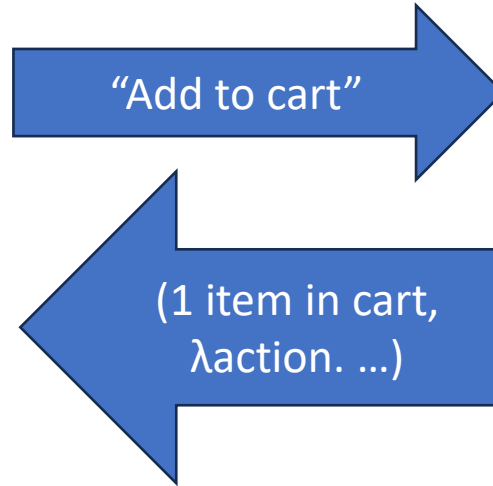 “Add to cart”
(1 item in cart,
λaction. …)